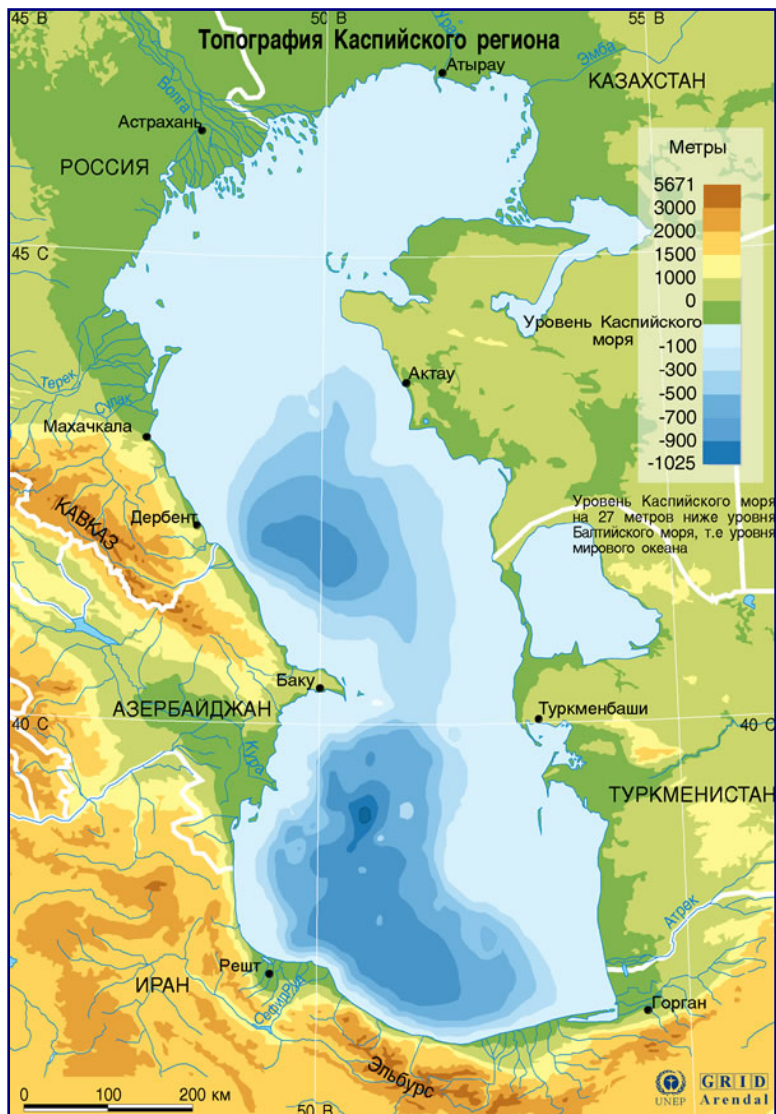 45 В
50 В
55 В
Топография Каспийского региона
Урал
Атырау
Эмба
КАЗАХСТАН
Волга
Астрахань
РОССИЯ
Метры
5671
3000
2000
1500
1000
0
45 С
Уровень Каспийского
моря
-100
-300
-500
-700
-900
-1025
Актау
Терек
Сулак
Махачкала
Уровень Каспийского моря
на 27 метров ниже уровня
Балтийского моря, т.е уровня
мирового океана
КАВКАЗ
Дербент
Баку
АЗЕРБАЙДЖАН
Туркменбаши
40 С
40 С
Кура
ТУРКМЕНИСТАН
Атрек
Решт
ИРАН
СефидРуд
Горган
Эльбурс
0 100 200 км
50 В
UNEP
GRID
Arendal